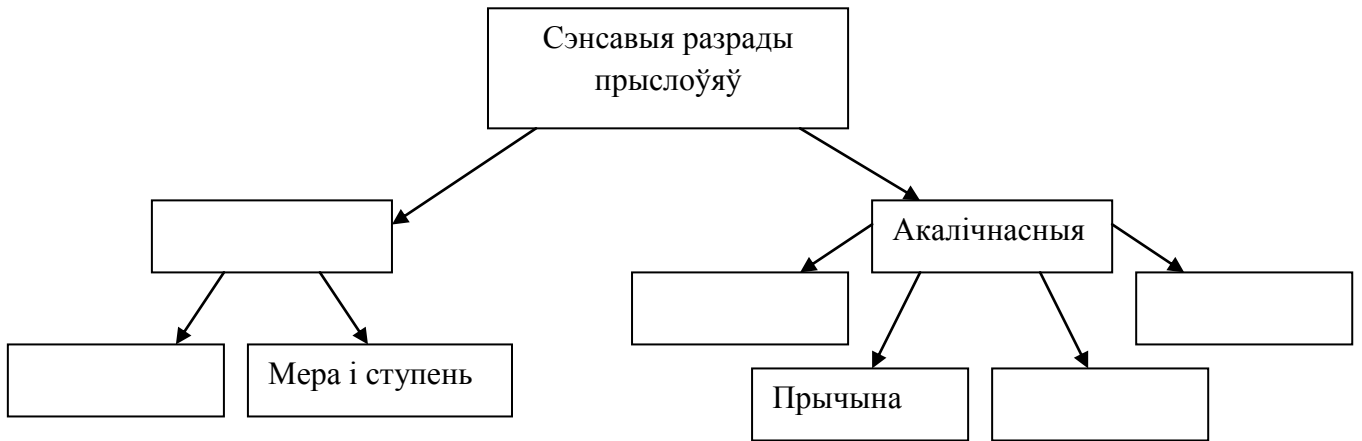 Сэнсавыя разрады
прыслоўяў
Акалічнасныя
Мера і ступень
Прычына